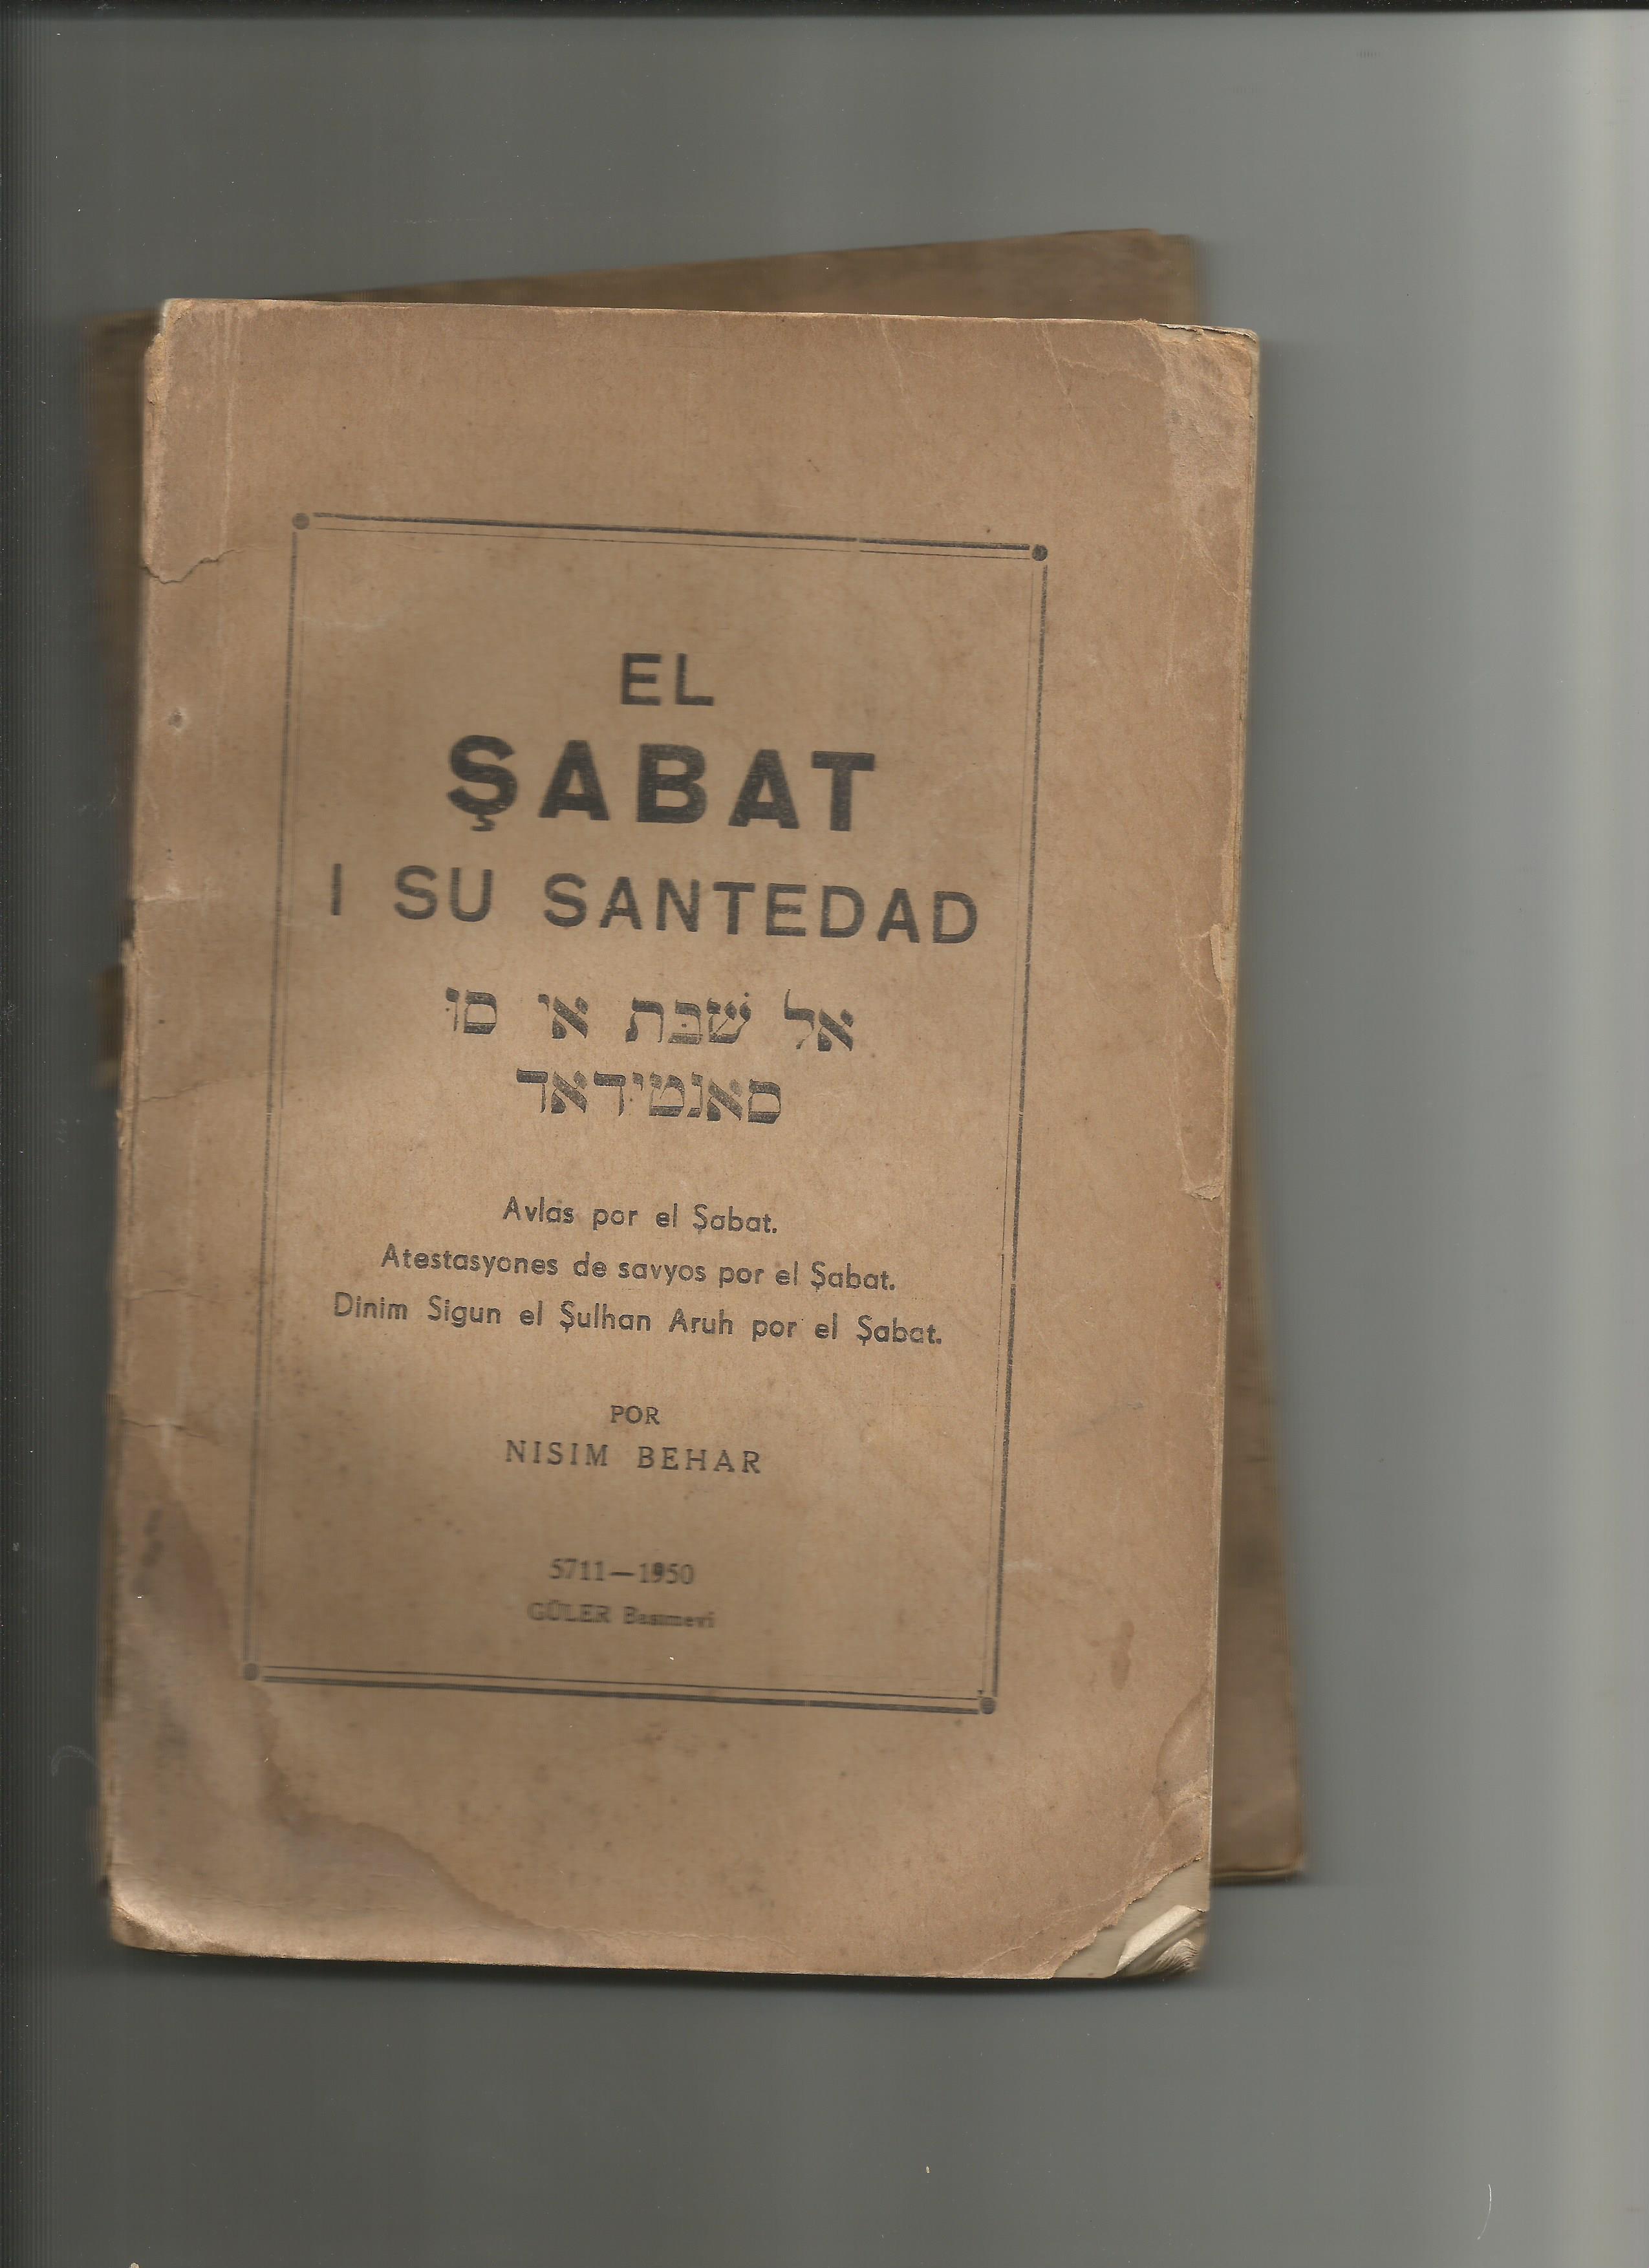 EL
ŞABAT
I SU SANTEDAD
אל שׁבּת אי סוּ
סאנטידאד
Avlas por el Şabat.
Atestasyones de savyos por el Şabat.
Dinim Sigun el Şulhan Aruh por el Şabat.
POR
NISIM BEHAR
5711—1950
GÜLER Basımevi